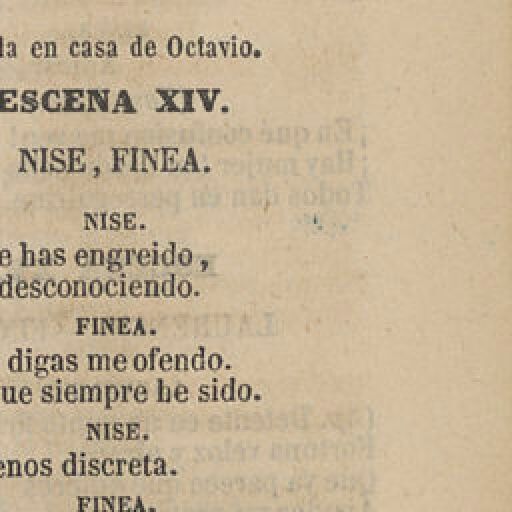 la en casa de Octavio.
ESCENA XIV.
NISE, FINEA.
NISE.
e has engreido,
desconociendo.
FINEA.
digas me ofendo.
ue siempre he sido.
NISE.
enos discreta.
FINEA.